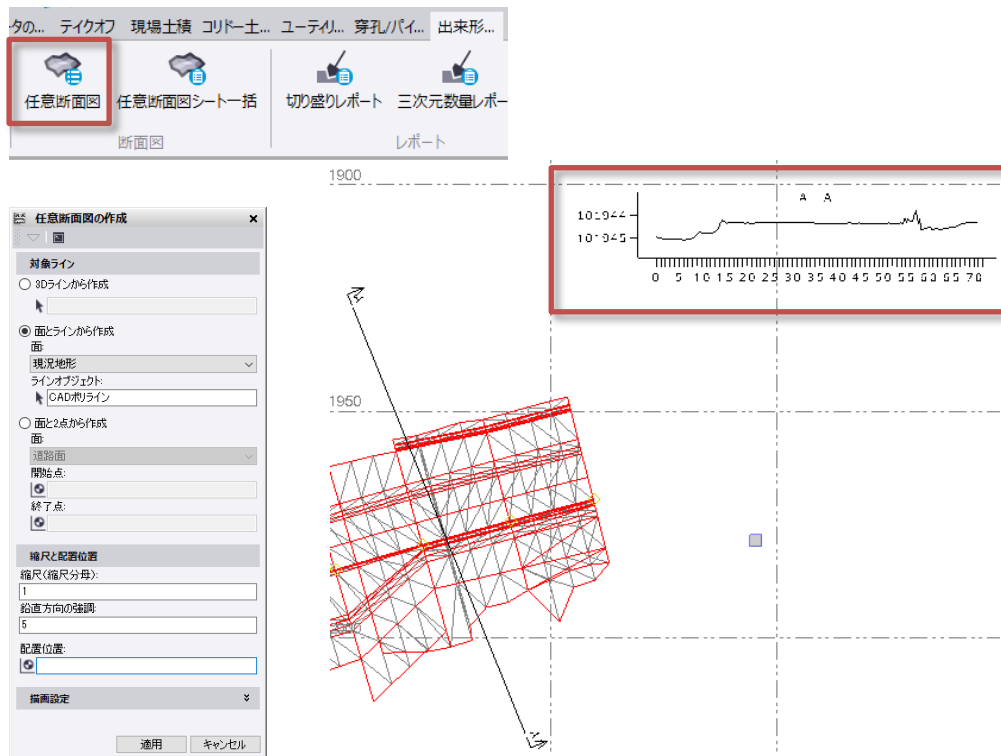 タの... テイクオフ 現場土積 コリドー土... ユーティリ... 穿孔/パイ... 出来形...
任意断面図 任意断面図シート一括 切り盛りレポート 三次元数量レポー
断面図 レポート
1900
A A
101944
101945
0 5 10 15 20 25 30 35 40 45 50 55 60 65 70
任意断面図の作成
対象ライン
3Dラインから作成
面とラインから作成
面:
現況地形
ラインオブジェクト:
CADポリライン
面と2点から作成
面:
道路面
開始点:
終了点:
縮尺と配置位置
縮尺(縮尺分母):
1
鉛直方向の強調:
5
配置位置:
描画設定
適用 キャンセル
A
1950
A